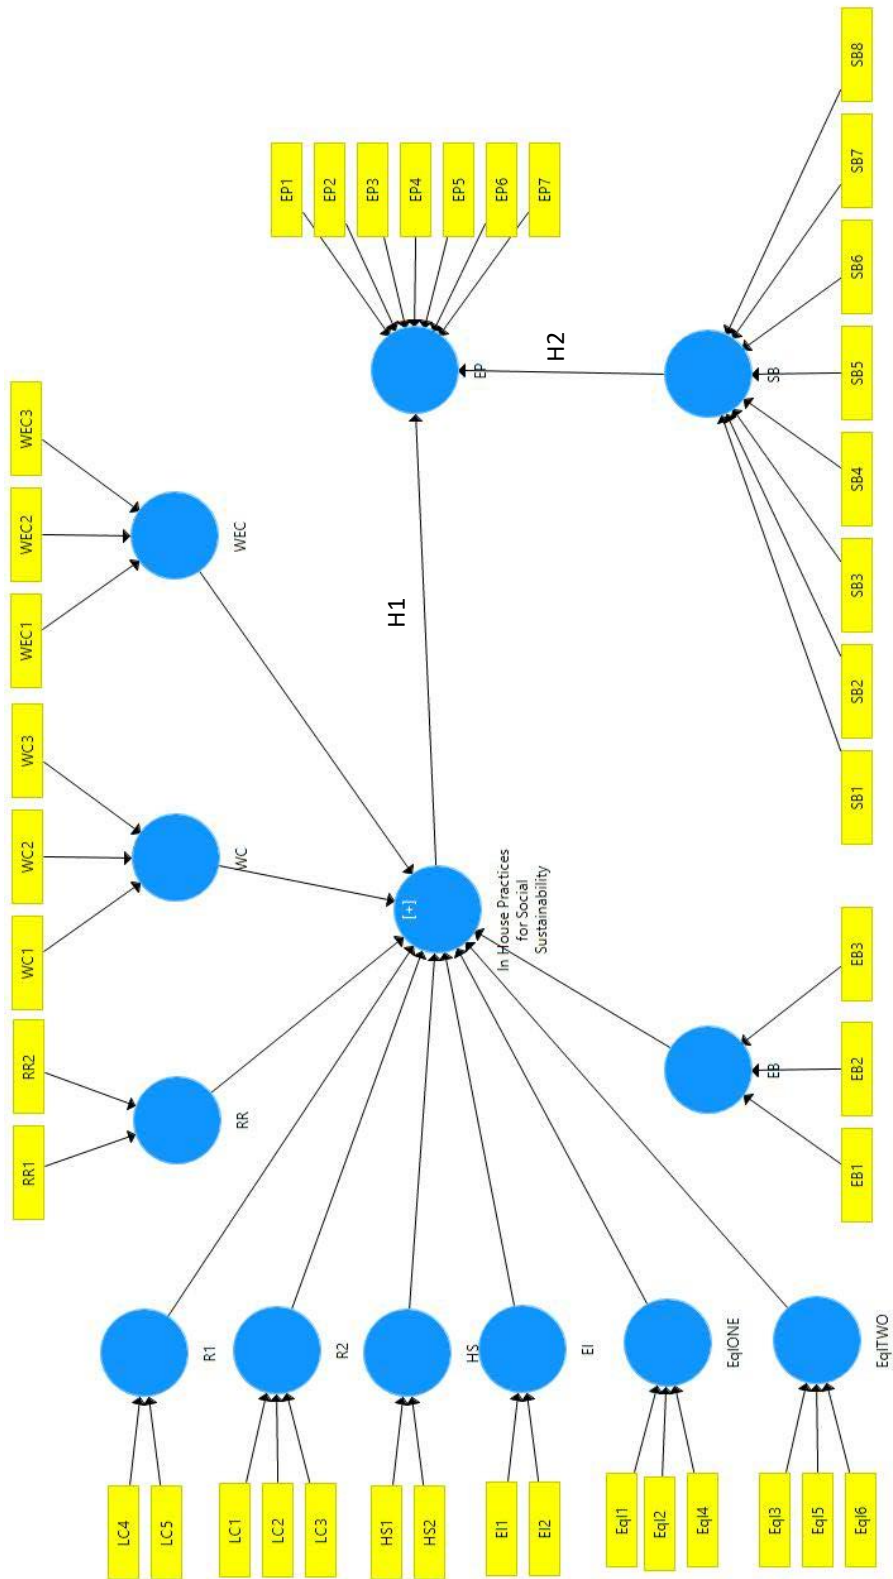 WEC3
WEC2
WEC1
WC3
WC2
WC1
RR2
RR1
WEC
WC
RR
LC4
LC5
R1
LC1
LC2
LC3
R2
HS1
HS2
HS
EI1
EI2
EI
EqI1
EqI2
EqI4
EqIONE
EqI3
EqI5
EqI6
EqITWO
[+]
In House Practices
for Social
Sustainability
H1
EP1
EP2
EP3
EP4
EP5
EP6
EP7
EP
H2
SB
EB
EB1
EB2
EB3
SB1
SB2
SB3
SB4
SB5
SB6
SB7
SB8